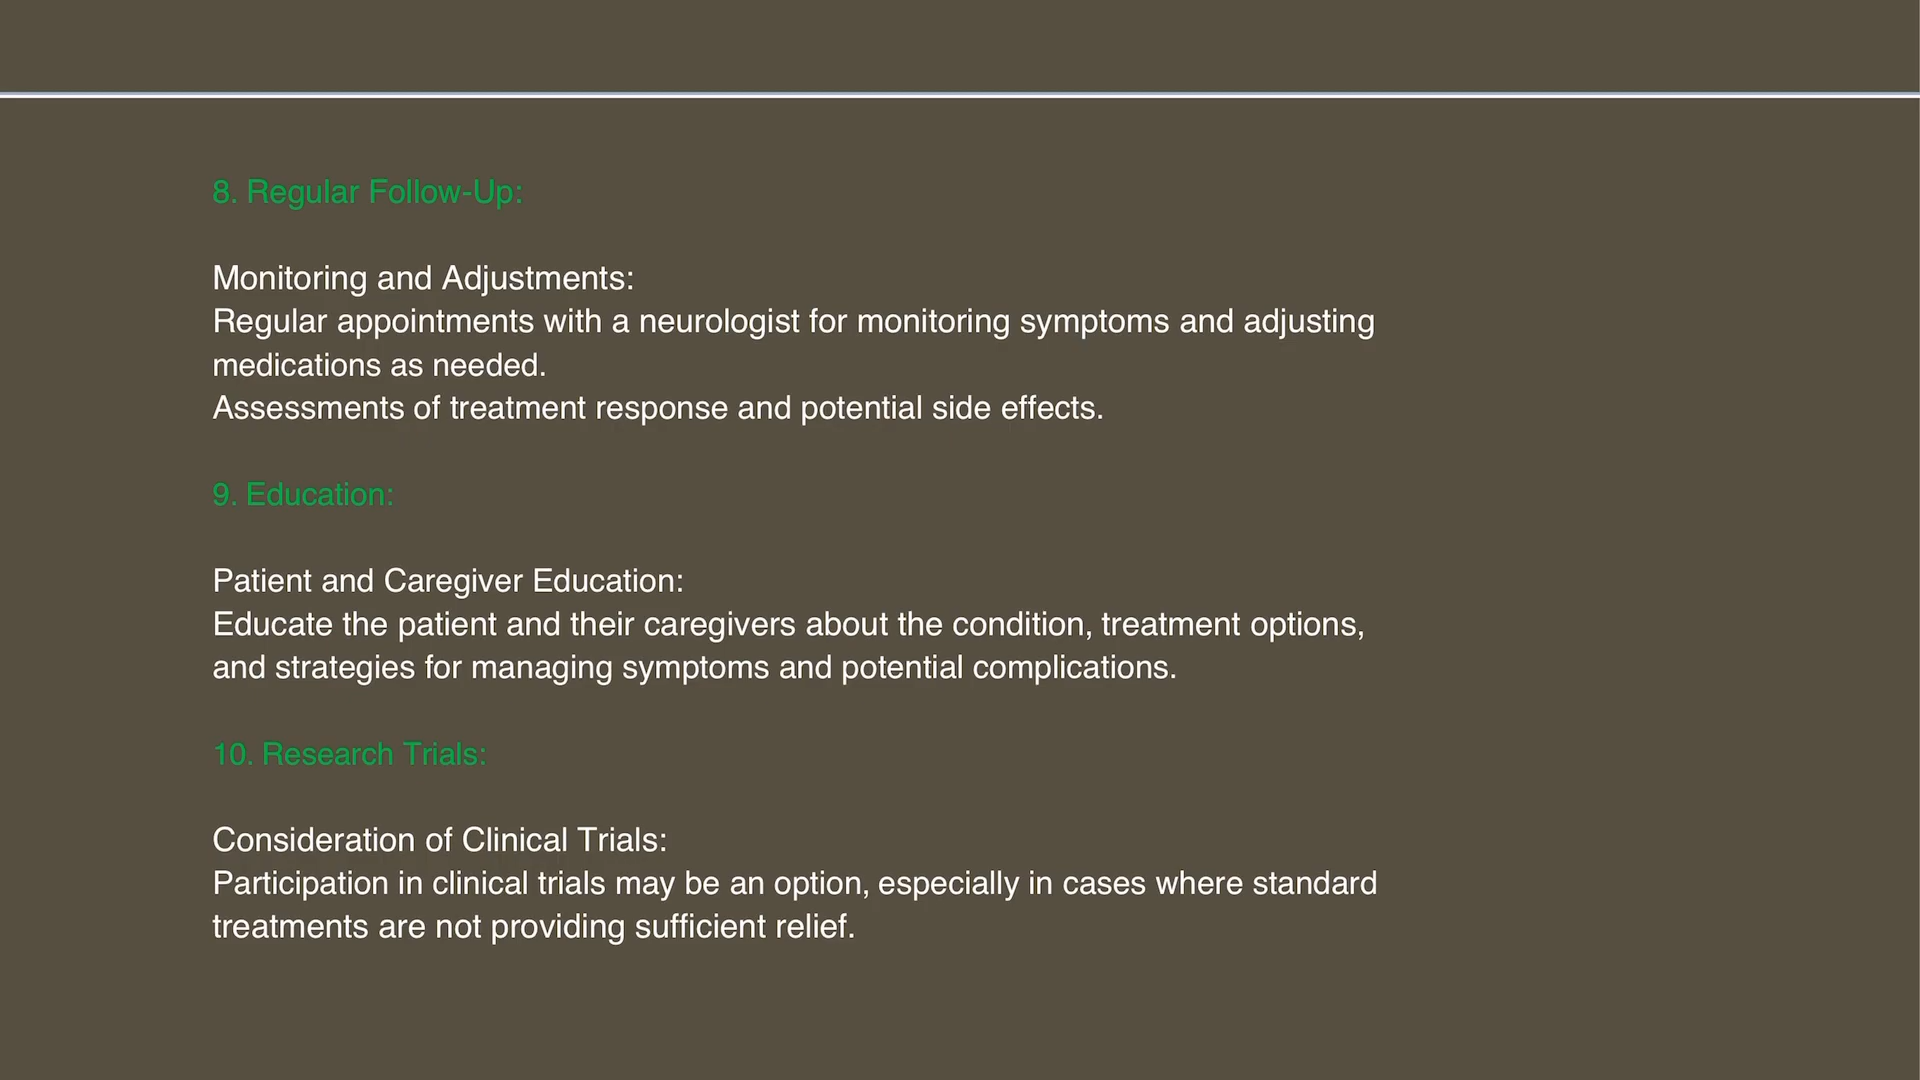 8. Regular Follow-Up:
Monitoring and Adjustments:
Regular appointments with a neurologist for monitoring symptoms and adjusting
medications as needed.
Assessments of treatment response and potential side effects.
9. Education:
Patient and Caregiver Education:
Educate the patient and their caregivers about the condition, treatment options,
and strategies for managing symptoms and potential complications.
10. Research Trials:
Consideration of Clinical Trials:
Participation in clinical trials may be an option, especially in cases where standard
treatments are not providing sufficient relief.